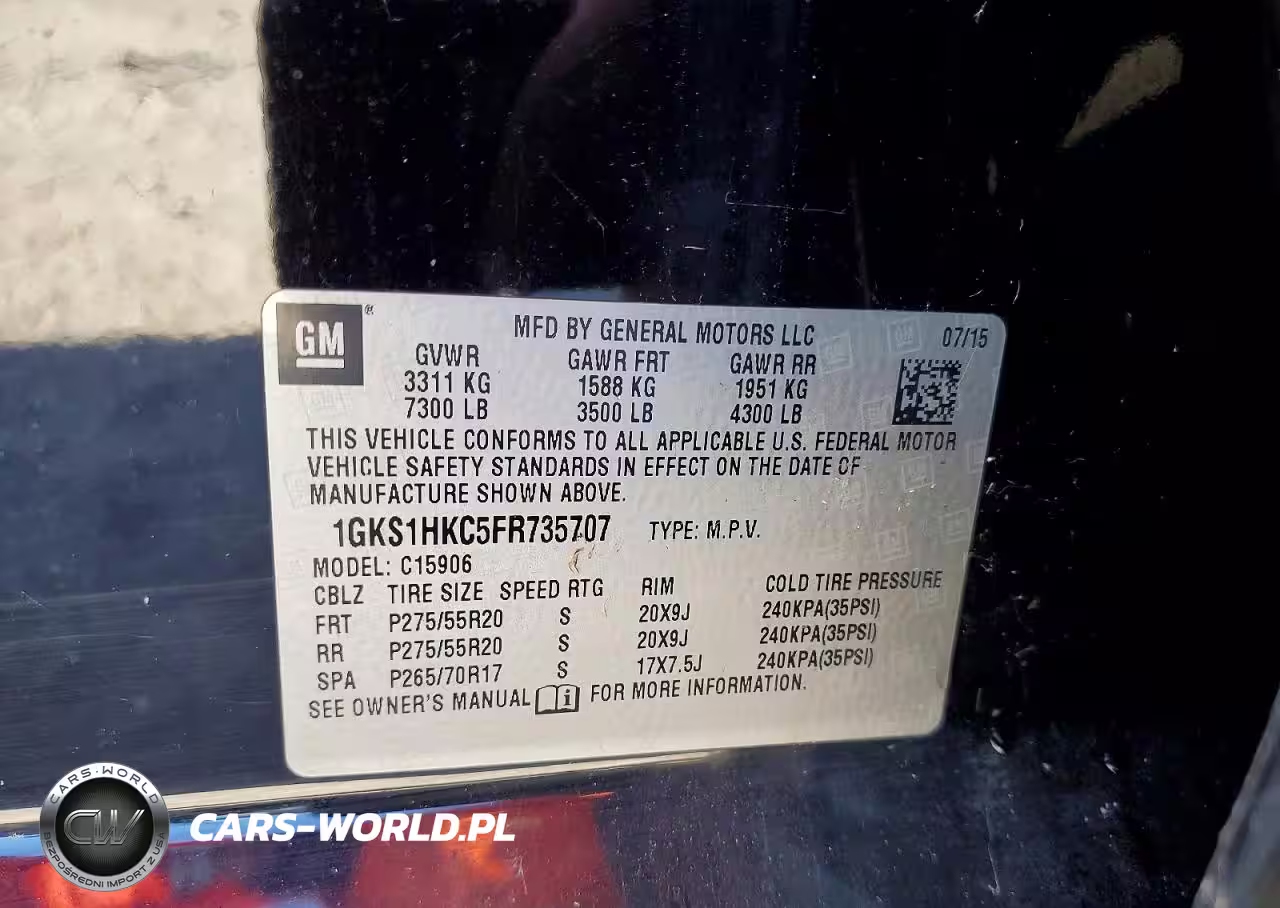 GM ®
MFD BY GENERAL MOTORS LLC 07/15
GVWR GAWR FRT GAWR RR
3311 KG 1588 KG 1951 KG
7300 LB 3500 LB 4300 LB
THIS VEHICLE CONFORMS TO ALL APPLICABLE U.S. FEDERAL MOTOR
VEHICLE SAFETY STANDARDS IN EFFECT ON THE DATE OF
MANUFACTURE SHOWN ABOVE.
1GKS1HKC5FR735707 TYPE: M.P.V.
MODEL: C15906
CBLZ TIRE SIZE SPEED RTG RIM COLD TIRE PRESSURE
FRT P275/55R20 S 20X9J 240KPA(35PSI)
RR P275/55R20 S 20X9J 240KPA(35PSI)
SPA P265/70R17 S 17X7.5J 240KPA(35PSI)
SEE OWNER'S MANUAL i FOR MORE INFORMATION.
CARS-WORLD
CW
BEZPOŚREDNI IMPORT Z USA
CARS-WORLD.PL